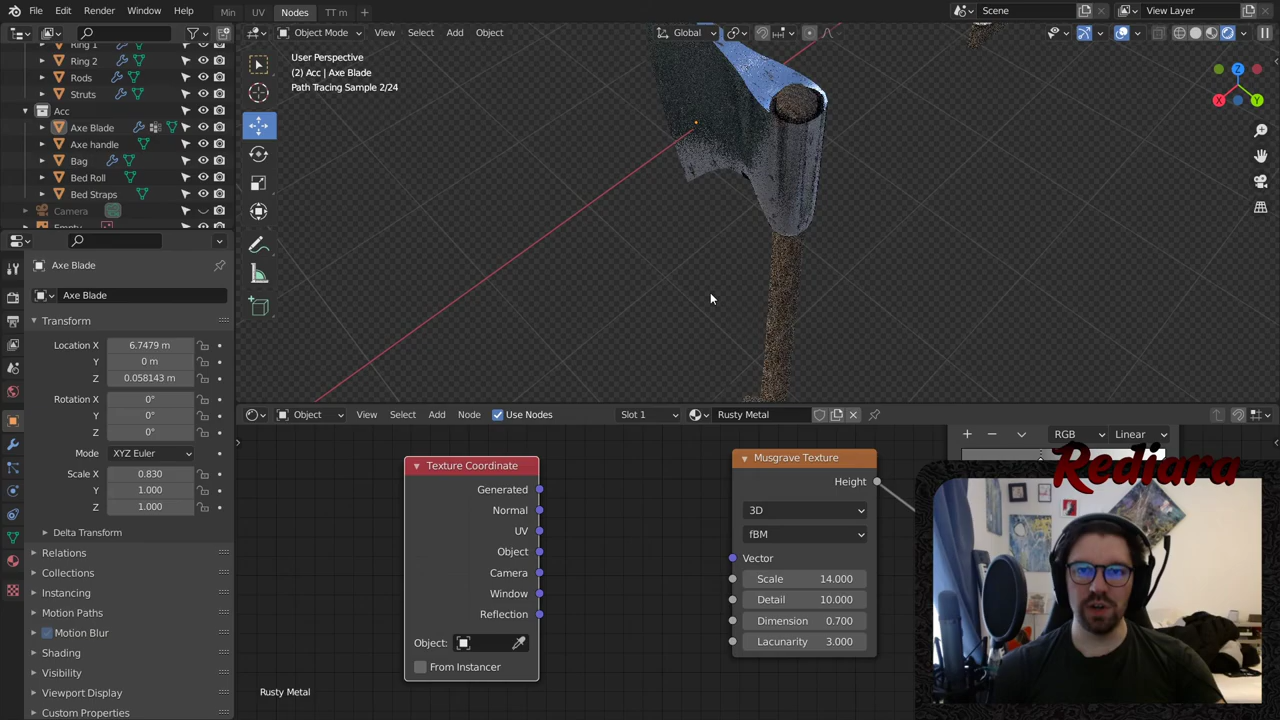 File Edit Render Window Help Min UV Nodes TT m + Scene View Layer
Object Mode View Select Add Object Global
User Perspective
(2) Acc | Axe Blade
Path Tracing Sample 2/24
Ring 1
Ring 2
Rods
Struts
Acc
Axe Blade
Axe handle
Bag
Bed Roll
Bed Straps
Camera
Empty
Axe Blade
Axe Blade
Transform
Location X 6.7479 m
Y 0 m
Z 0.058143 m
Rotation X 0°
Y 0°
Z 0°
Mode XYZ Euler
Scale X 0.830
Y 1.000
Z 1.000
Delta Transform
Relations
Collections
Instancing
Motion Paths
Motion Blur
Shading
Visibility
Viewport Display
Custom Properties
Z
X
Y
Object View Select Add Node Use Nodes Slot 1 Rusty Metal
Texture Coordinate
Generated
Normal
UV
Object
Camera
Window
Reflection
Object:
From Instancer
Rusty Metal
Musgrave Texture
Height
3D
fBM
Vector
Scale 14.000
Detail 10.000
Dimension 0.700
Lacunarity 3.000
RGB Linear
Rediara